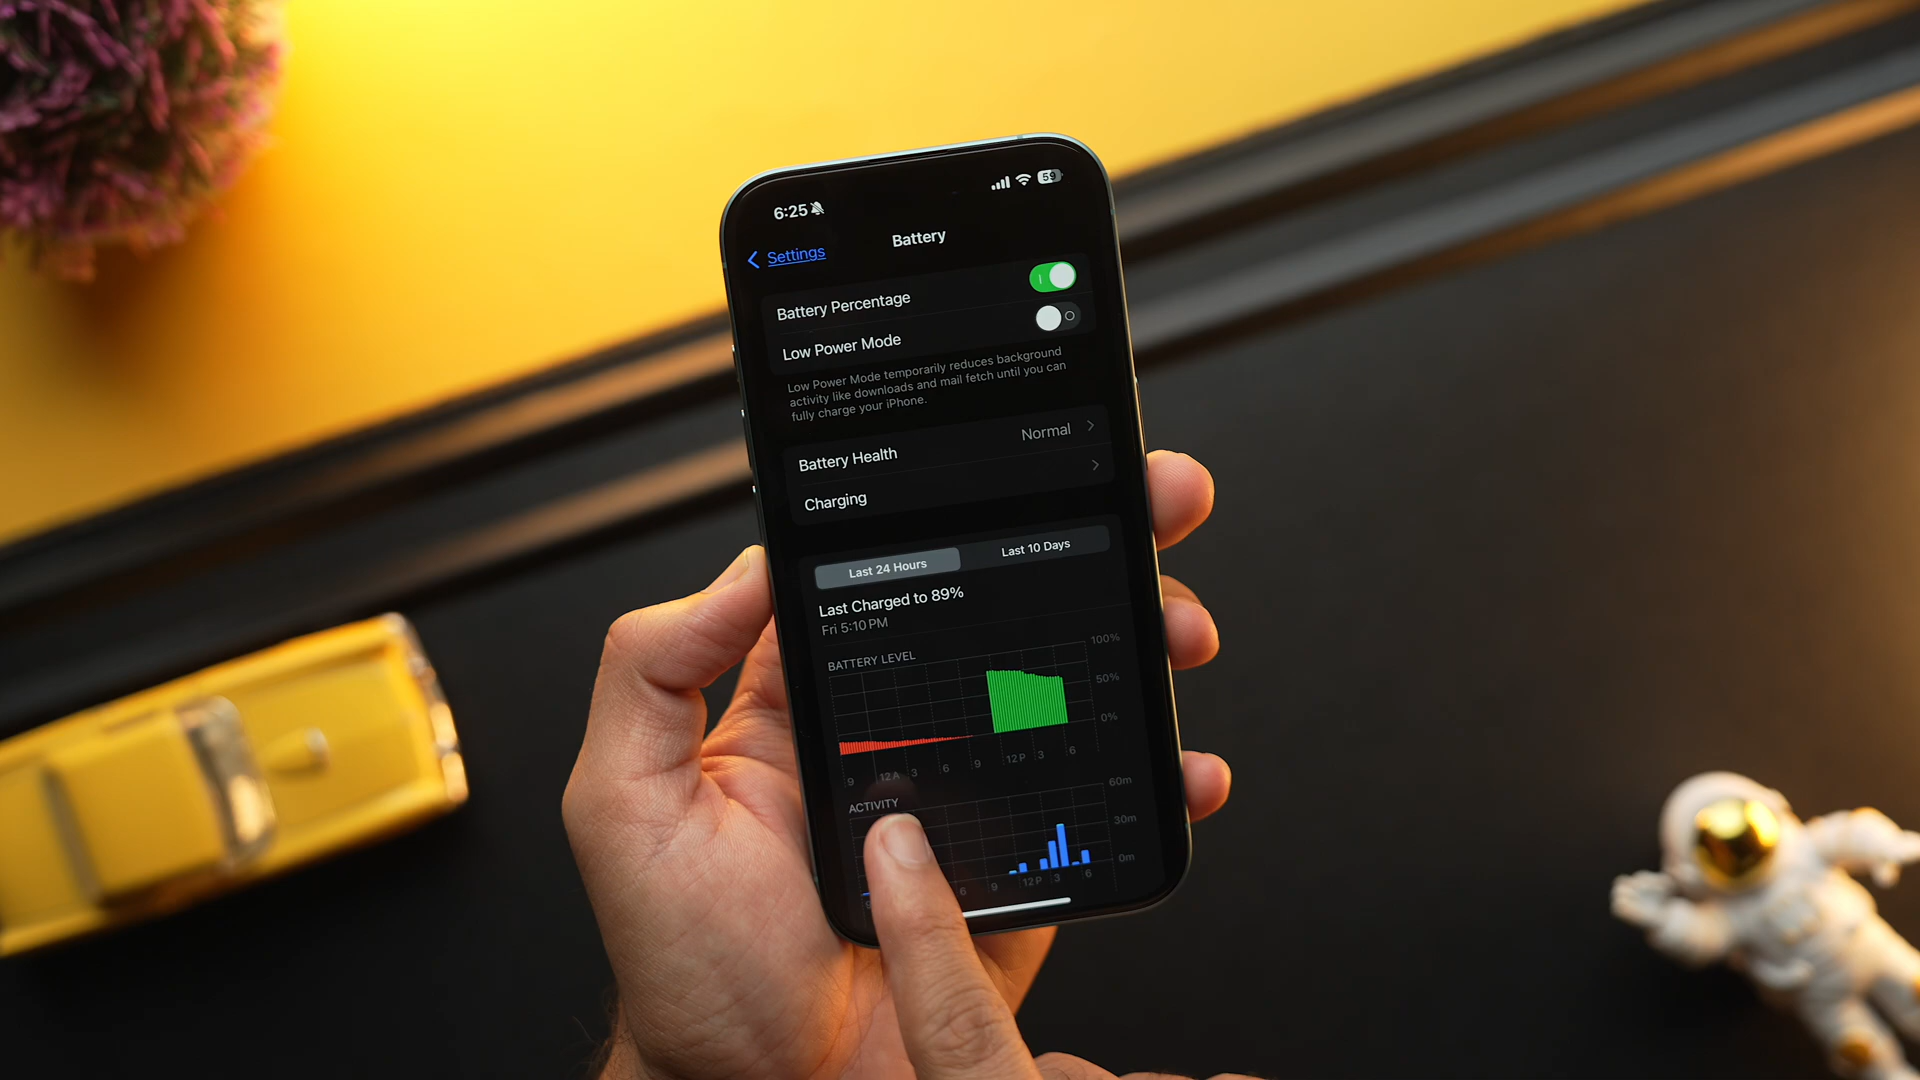 6:25
59
Settings
Battery
Battery Percentage
Low Power Mode
Low Power Mode temporarily reduces background
activity like downloads and mail fetch until you can
fully charge your iPhone.
Battery Health Normal
Charging
Last 24 Hours Last 10 Days
Last Charged to 89%
Fri 5:10 PM
BATTERY LEVEL
100%
50%
0%
9 12 A 3 6 9 12 P 3 6
ACTIVITY
60m
30m
0m
6 9 12 P 3 6